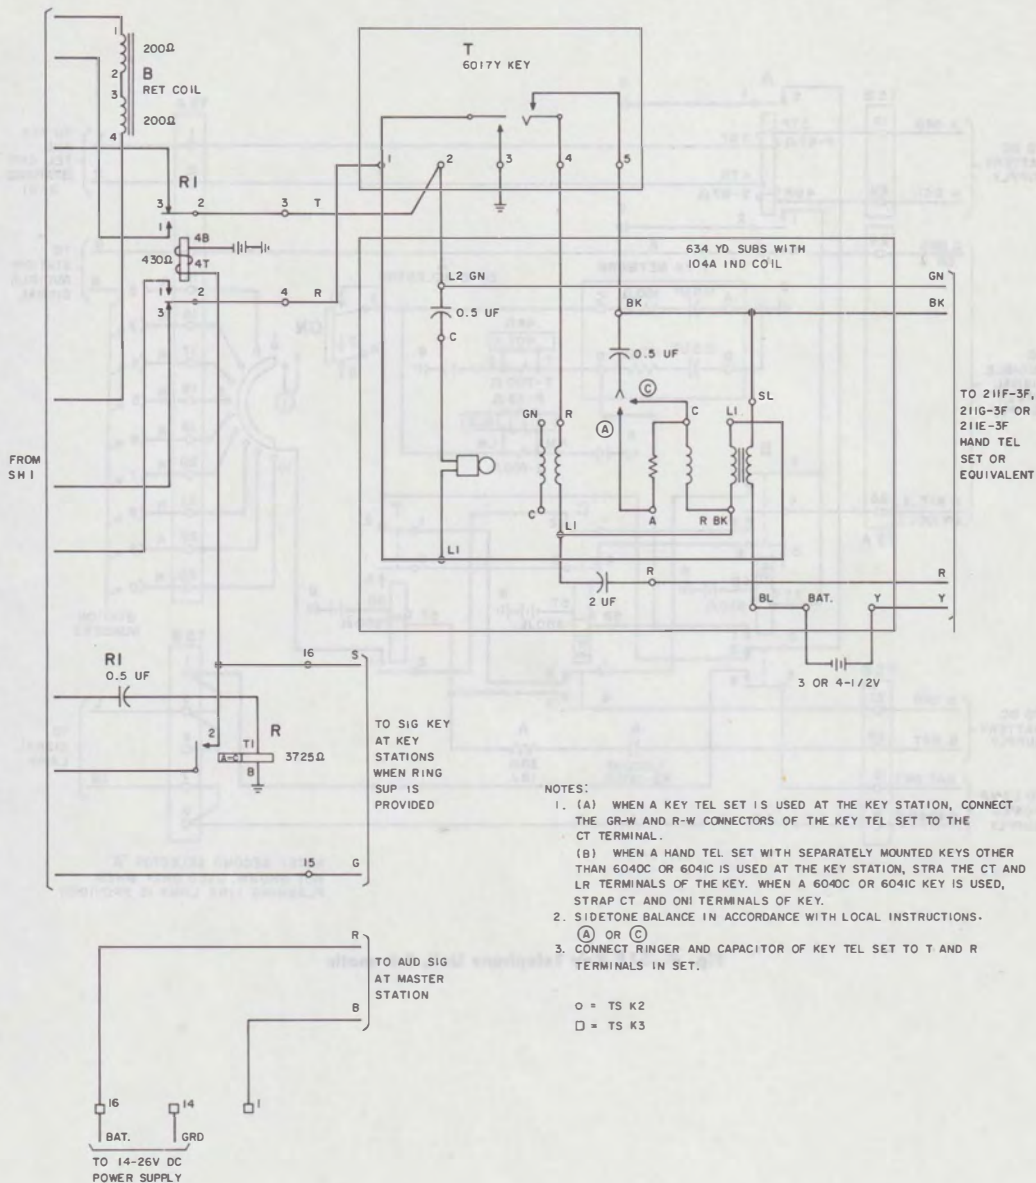 1
200Ω
2
B
3
RET COIL
200Ω
4
T
6017Y KEY
1
2
3
4
5
R1
3
2
3
T
1
4B
430Ω
4T
1
2
4
R
3
634 YD SUBS WITH
104A IND COIL
L2 GN
GN
BK
BK
0.5 UF
C
0.5 UF
C
SL
GN
R
A
C
L1
C
A
R BK
L1
L1
R
R
2 UF
BL
BAT.
Y
Y
3 OR 4-1/2V
TO 211F-3F,
211G-3F OR
211E-3F
HAND TEL
SET OR
EQUIVALENT
FROM
SH 1
16
S
R1
0.5 UF
R
2
T1
A-C
3725Ω
B
TO SIG KEY
AT KEY
STATIONS
WHEN RING
SUP IS
PROVIDED
15
G
R
TO AUD SIG
AT MASTER
STATION
B
16
14
1
BAT.
GRD
TO 14-26V DC
POWER SUPPLY
NOTES:
1. (A) WHEN A KEY TEL SET IS USED AT THE KEY STATION, CONNECT
THE GR-W AND R-W CONNECTORS OF THE KEY TEL SET TO THE
CT TERMINAL.
(B) WHEN A HAND TEL SET WITH SEPARATELY MOUNTED KEYS OTHER
THAN 6040C OR 6041C IS USED AT THE KEY STATION, STRA THE CT AND
LR TERMINALS OF THE KEY. WHEN A 6040C OR 6041C KEY IS USED,
STRAP CT AND ON1 TERMINALS OF KEY.
2. SIDETONE BALANCE IN ACCORDANCE WITH LOCAL INSTRUCTIONS.
A OR C
3. CONNECT RINGER AND CAPACITOR OF KEY TEL SET TO T AND R
TERMINALS IN SET.
O = TS K2
□ = TS K3